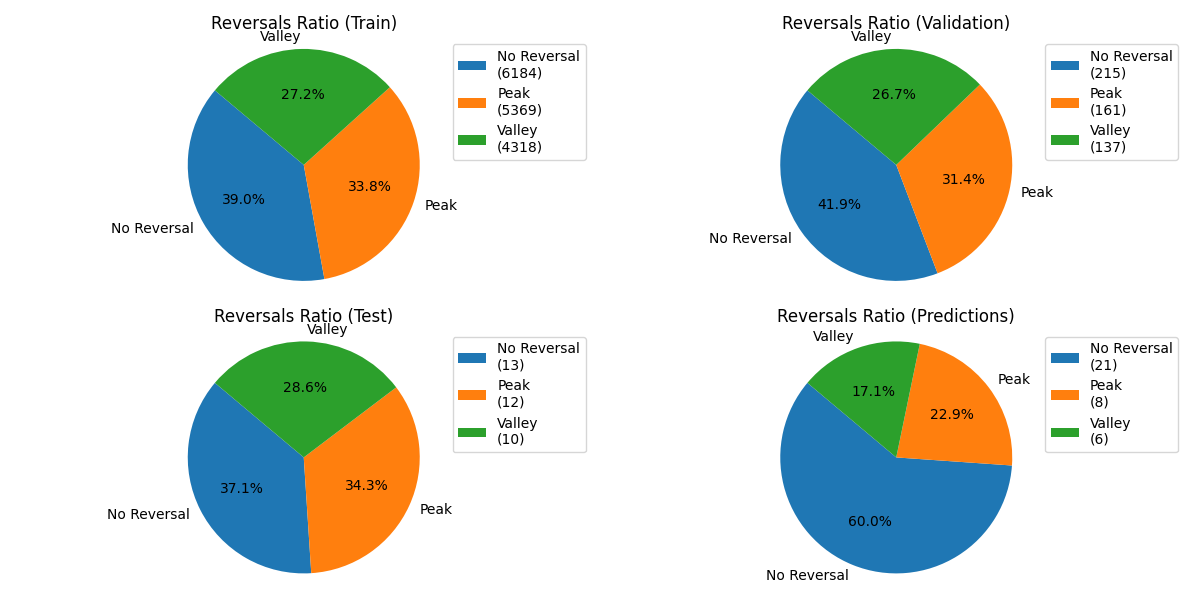 Reversals Ratio (Train)
Valley
27.2%
39.0%
33.8%
No Reversal
Peak
No Reversal
(6184)
Peak
(5369)
Valley
(4318)
Reversals Ratio (Validation)
Valley
26.7%
41.9%
31.4%
No Reversal
Peak
No Reversal
(215)
Peak
(161)
Valley
(137)
Reversals Ratio (Test)
Valley
28.6%
37.1%
34.3%
No Reversal
Peak
No Reversal
(13)
Peak
(12)
Valley
(10)
Reversals Ratio (Predictions)
Valley
Peak
17.1%
22.9%
60.0%
No Reversal
No Reversal
(21)
Peak
(8)
Valley
(6)